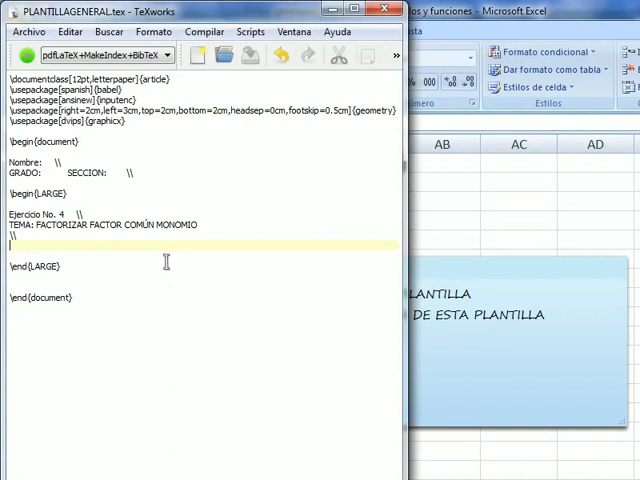 PLANTILLAGENERAL.tex - TeXworks
os y funciones - Microsoft Excel
Archivo Editar Buscar Formato Compilar Scripts Ventana Ayuda
pdfLaTeX+MakeIndex+BibTeX
»
Formato condicional
000
Dar formato como tabla
Estilos de celda
Estilos
\documentclass[12pt,letterpaper]{article}
\usepackage[spanish]{babel}
\usepackage[ansinew]{inputenc}
\usepackage[right=2cm,left=3cm,top=2cm,bottom=2cm,headsep=0cm,footskip=0.5cm]{geometry}
\usepackage[dvips]{graphicx}
\begin{document}
AB AC AD
Nombre: \\
GRADO: SECCION: \\
\begin{LARGE}
Ejercicio No. 4 \\
TEMA: FACTORIZAR FACTOR COMÚN MONOMIO
\\
\end{LARGE}
\end{document}
PLANTILLA
DE ESTA PLANTILLA